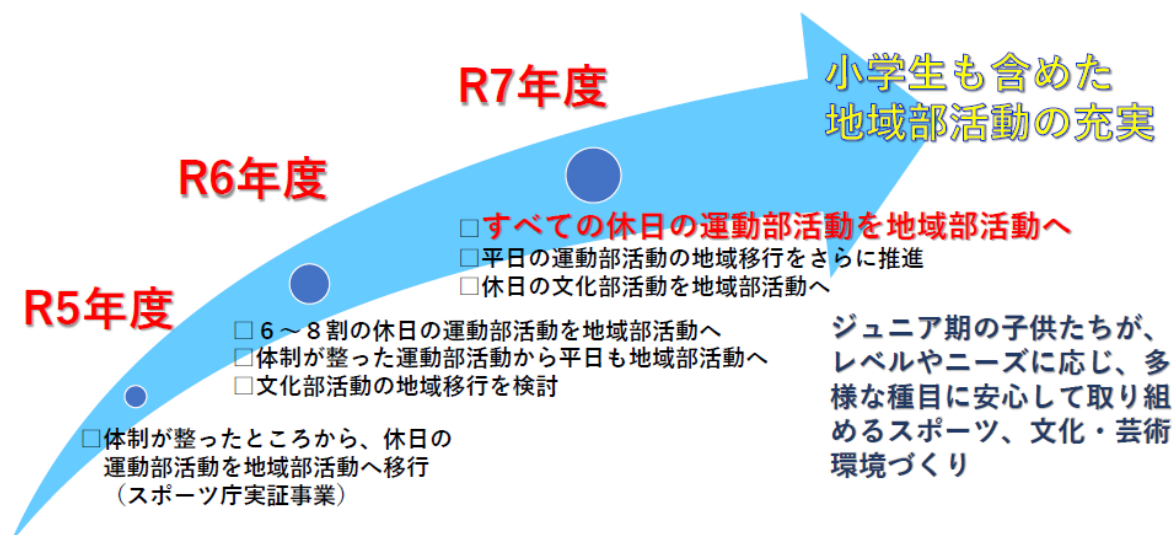 R5年度
□体制が整ったところから、休日の
運動部活動を地域部活動へ移行
（スポーツ庁実証事業）
R6年度
□６～８割の休日の運動部活動を地域部活動へ
□体制が整った運動部活動から平日も地域部活動へ
□文化部活動の地域移行を検討
R7年度
□すべての休日の運動部活動を地域部活動へ
□平日の運動部活動の地域移行をさらに推進
□休日の文化部活動を地域部活動へ
小学生も含めた
地域部活動の充実
ジュニア期の子供たちが、
レベルやニーズに応じ、多
様な種目に安心して取り組
めるスポーツ、文化・芸術
環境づくり